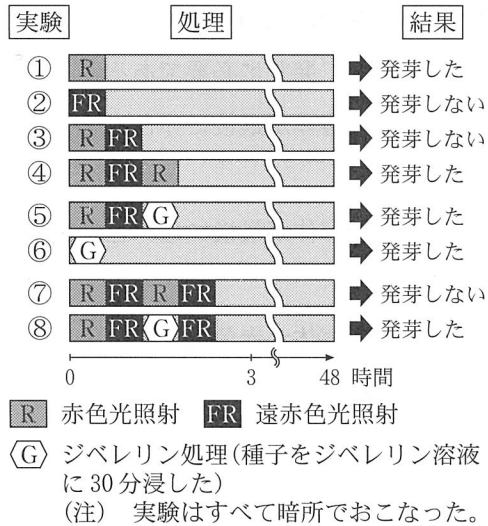 実験 処理 結果
① R 発芽した
② FR 発芽しない
③ R FR 発芽しない
④ R FR R 発芽した
⑤ R FR G 発芽した
⑥ G 発芽した
⑦ R FR R FR 発芽しない
⑧ R FR G FR 発芽した
0 3 48 時間
R 赤色光照射 FR 遠赤色光照射
G ジベレリン処理(種子をジベレリン溶液
に30分浸した)
(注) 実験はすべて暗所でおこなった。